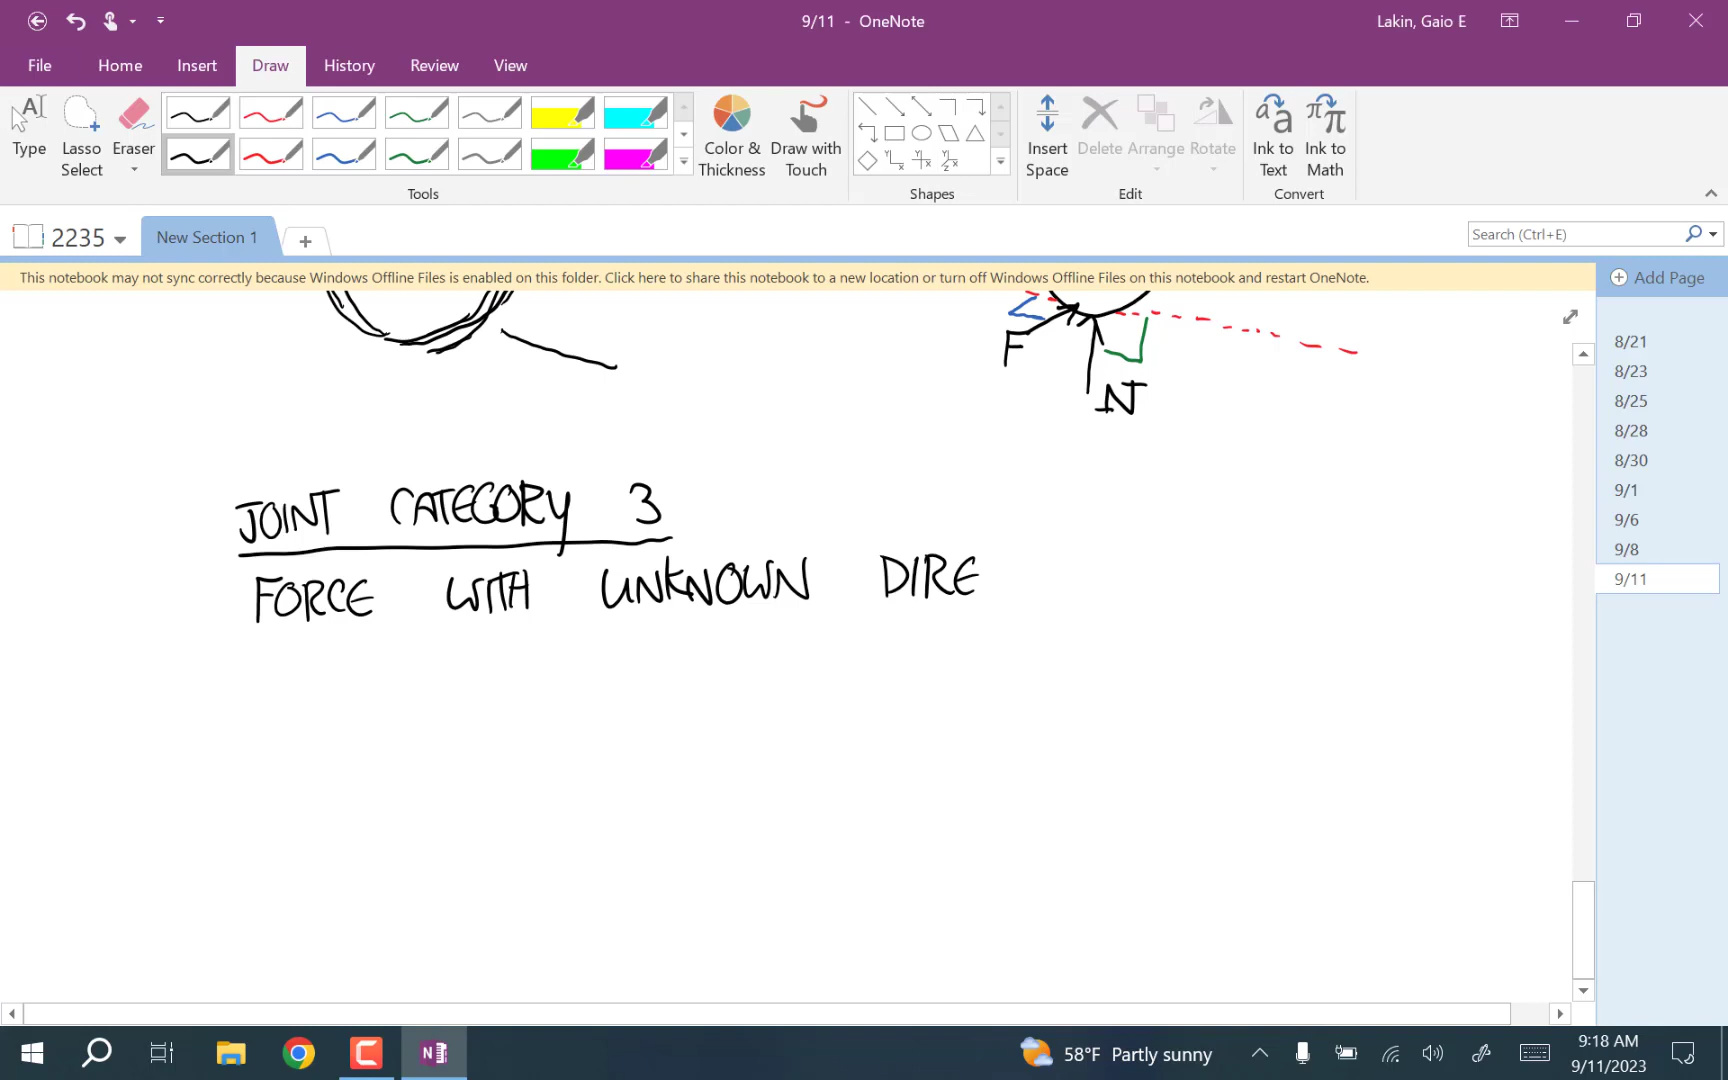 9/11 - OneNote
Lakin, Gaio E
File
Home
Insert
Draw
History
Review
View
Type
Lasso
Select
Eraser
Color &
Thickness
Draw with
Touch
Insert
Space
Delete
Arrange
Rotate
Ink to
Text
Ink to
Math
Tools
Shapes
Edit
Convert
2235
New Section 1
Search (Ctrl+E)
This notebook may not sync correctly because Windows Offline Files is enabled on this folder. Click here to share this notebook to a new location or turn off Windows Offline Files on this notebook and restart OneNote.
Add Page
8/21
8/23
8/25
8/28
8/30
9/1
9/6
9/8
9/11
F
N
JOINT CATEGORY 3
FORCE WITH UNKNOWN DIRE
58°F Partly sunny
9:18 AM
9/11/2023